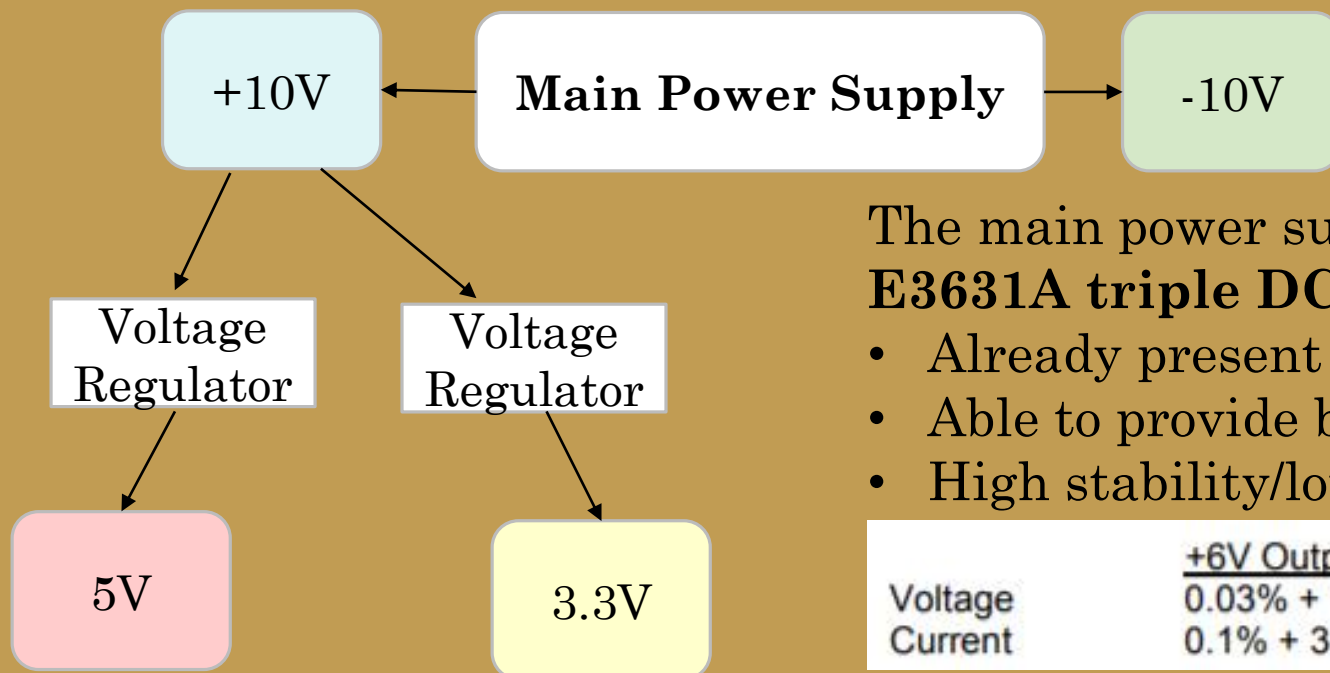 +10V
Main Power Supply
-10V
The main power su
E3631A triple DC
• Already present
• Able to provide b
• High stability/lo
Voltage
Regulator
Voltage
Regulator
5V
3.3V
+6V Outp
Voltage 0.03% +
Current 0.1% + 3